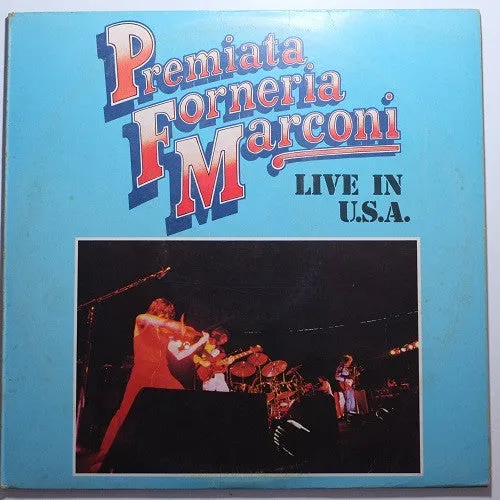 Premiata
Forneria
Marconi
LIVE IN
U.S.A.